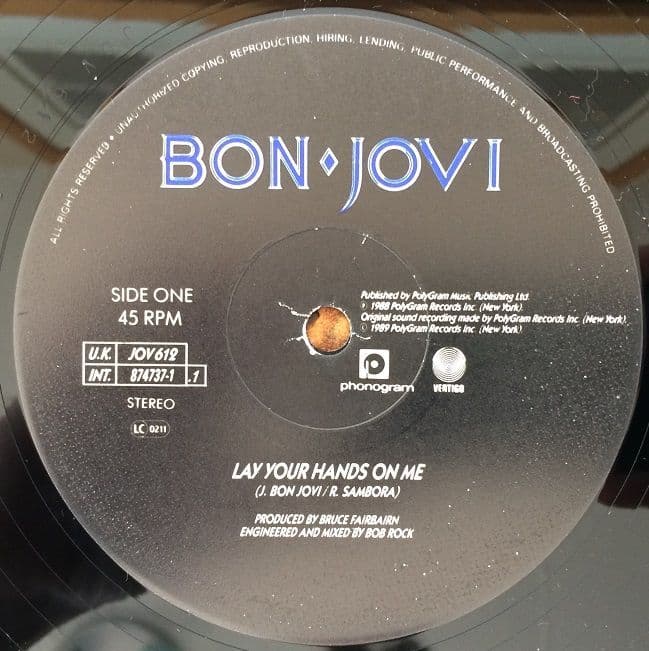 ALL RIGHTS RESERVED • UNAUTHORIZED COPYING, REPRODUCTION, HIRING, LENDING, PUBLIC PERFORMANCE AND BROADCASTING PROHIBITED
BON♦JOVI
SIDE ONE
45 RPM
U.K. JOV612
INT. 874737-1 .1
STEREO
LC 0211
Published by PolyGram Music Publishing Ltd.
℗ 1988 PolyGram Records Inc. (New York)
Original sound recording made by PolyGram Records Inc. (New York).
© 1989 PolyGram Records Inc. (New York)
phonogram
VERTIGO
LAY YOUR HANDS ON ME
(J. BON JOVI / R. SAMBORA)
PRODUCED BY BRUCE FAIRBAIRN
ENGINEERED AND MIXED BY BOB ROCK